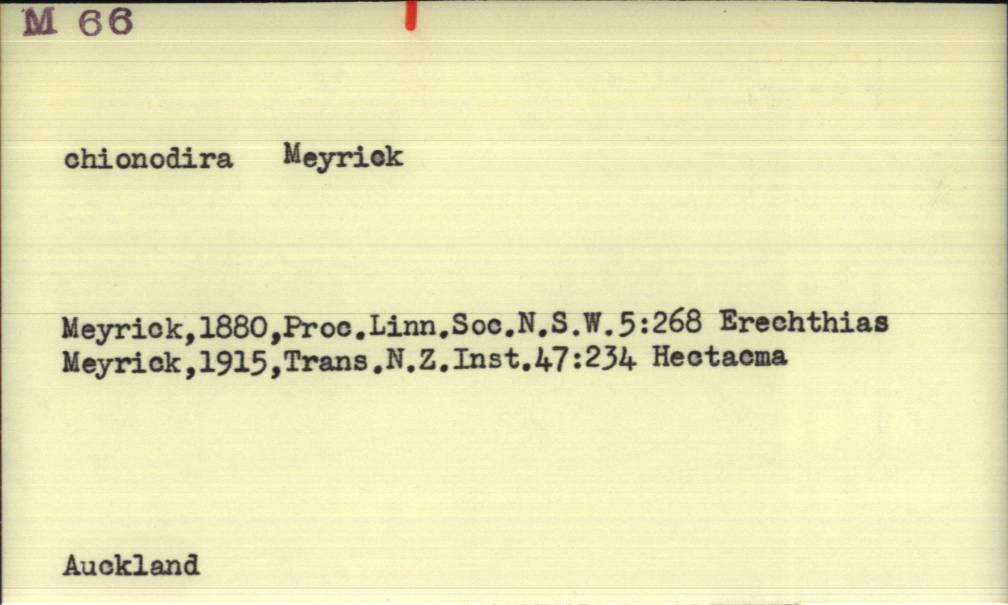 M 66
chionodira Meyrick
Meyrick,1880,Proc.Linn.Soc.N.S.W.5:268 Erechthias
Meyrick,1915,Trans.N.Z.Inst.47:234 Hectacma
Auckland